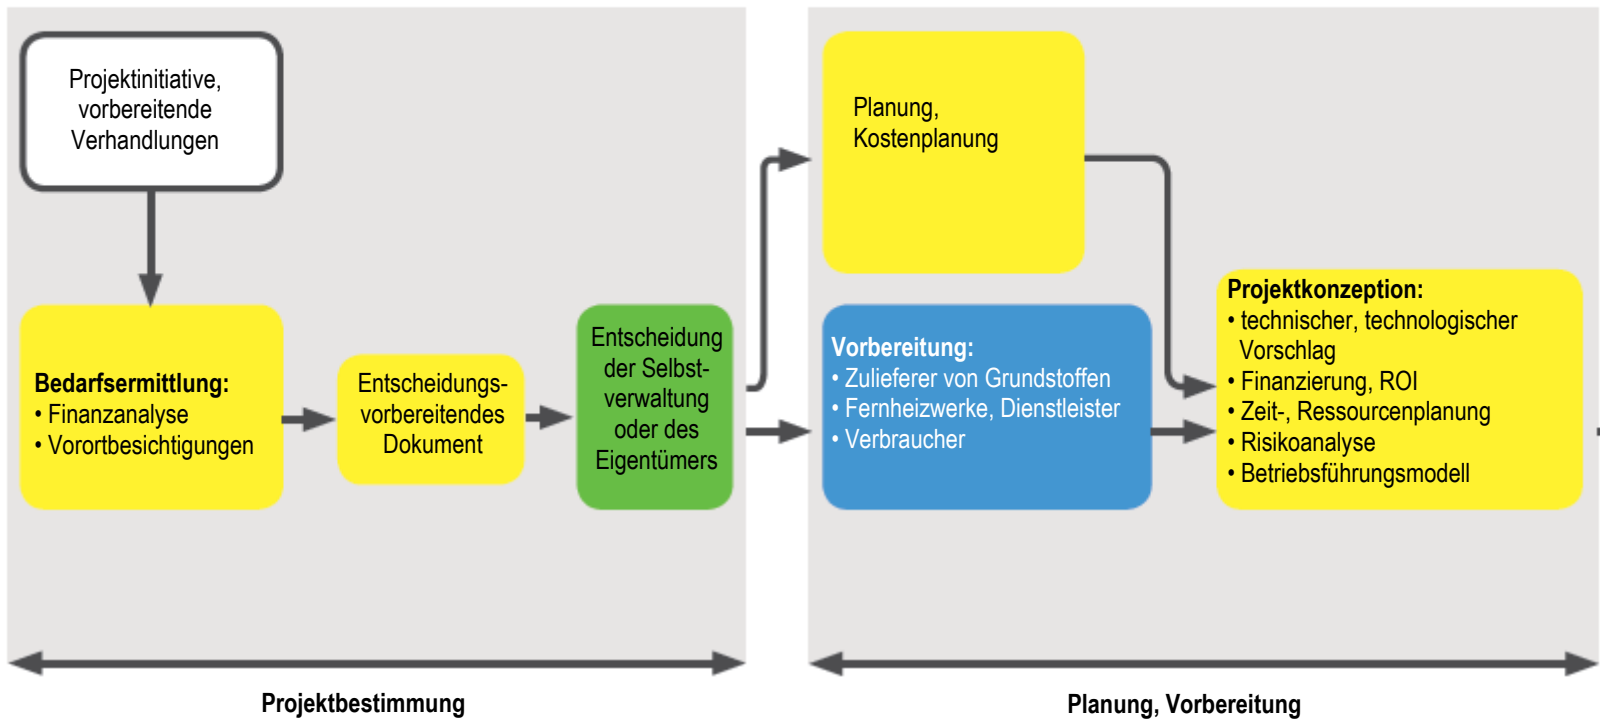 Projektinitiative,
vorbereitende
Verhandlungen
Bedarfsermittlung:
• Finanzanalyse
• Vorortbesichtigungen
Entscheidungs-
vorbereitendes
Dokument
Entscheidung
der Selbst-
verwaltung
oder des
Eigentümers
Projektbestimmung
Planung,
Kostenplanung
Vorbereitung:
• Zulieferer von Grundstoffen
• Fernheizwerke, Dienstleister
• Verbraucher
Projektkonzeption:
• technischer, technologischer
Vorschlag
• Finanzierung, ROI
• Zeit-, Ressourcenplanung
• Risikoanalyse
• Betriebsführungsmodell
Planung, Vorbereitung